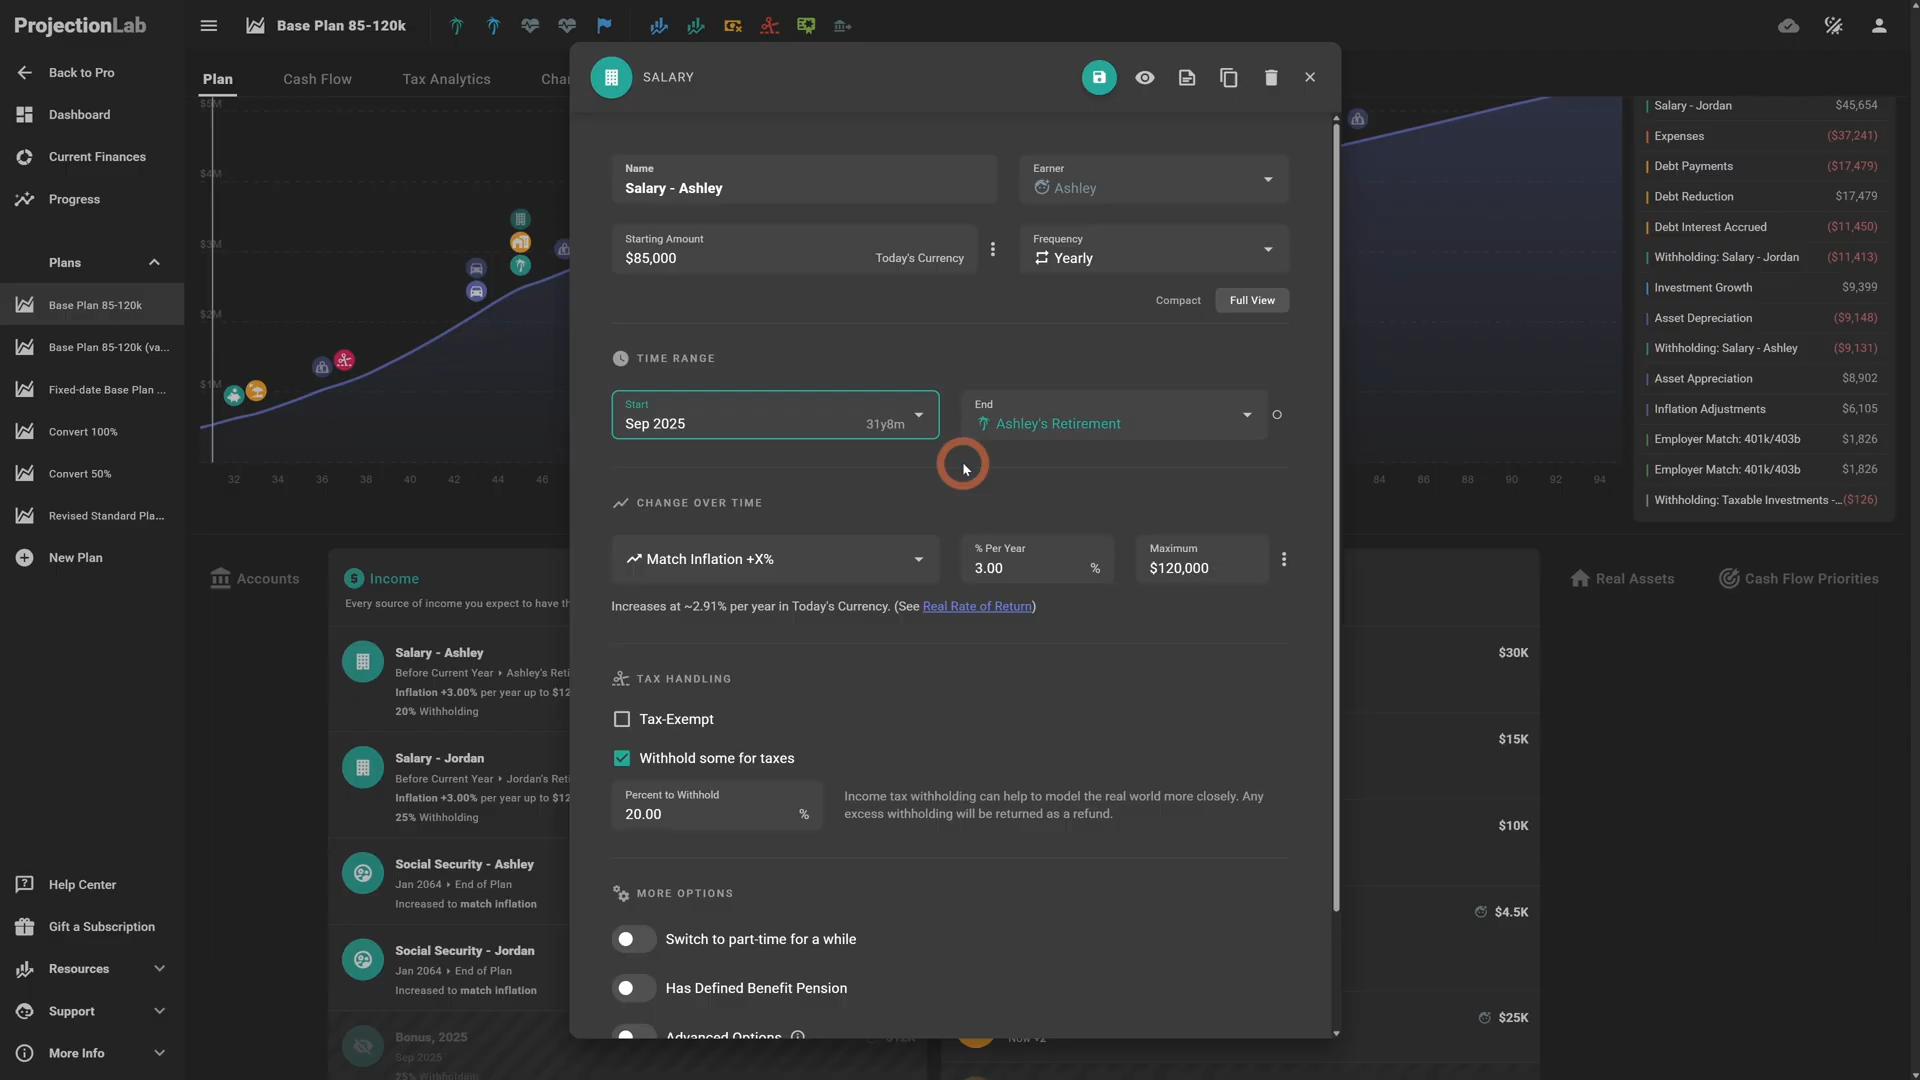 ProjectionLab
Base Plan 85-120k
Back to Pro
Dashboard
Current Finances
Progress
Plans
Base Plan 85-120k
Base Plan 85-120k (va...
Fixed-date Base Plan ...
Convert 100%
Convert 50%
Revised Standard Pla...
New Plan
Help Center
Gift a Subscription
Resources
Support
More Info
Plan
Cash Flow
Tax Analytics
$5M
$4M
$3M
$2M
$1M
32
34
36
38
40
42
44
46
84
86
88
90
92
94
SALARY
Name
Salary - Ashley
Earner
Ashley
Starting Amount
$85,000
Today's Currency
Frequency
Yearly
Compact
Full View
TIME RANGE
Start
Sep 2025
31y8m
End
Ashley's Retirement
CHANGE OVER TIME
Match Inflation +X%
% Per Year
3.00
%
Maximum
$120,000
Increases at ~2.91% per year in Today's Currency. (See Real Rate of Return)
TAX HANDLING
Tax-Exempt
Withhold some for taxes
Percent to Withhold
20.00
%
Income tax withholding can help to model the real world more closely. Any
excess withholding will be returned as a refund.
MORE OPTIONS
Switch to part-time for a while
Has Defined Benefit Pension
Advanced Options
Salary - Jordan $45,654
Expenses ($37,241)
Debt Payments ($17,479)
Debt Reduction $17,479
Debt Interest Accrued ($11,450)
Withholding: Salary - Jordan ($11,413)
Investment Growth $9,399
Asset Depreciation ($9,148)
Withholding: Salary - Ashley ($9,131)
Asset Appreciation $8,902
Inflation Adjustments $6,105
Employer Match: 401k/403b $1,826
Employer Match: 401k/403b $1,826
Withholding: Taxable Investments -... ($126)
Accounts
Income
Every source of income you expect to have th
Salary - Ashley
Before Current Year ‣ Ashley's Reti
Inflation +3.00% per year up to $12
20% Withholding
Salary - Jordan
Before Current Year ‣ Jordan's Reti
Inflation +3.00% per year up to $12
25% Withholding
Social Security - Ashley
Jan 2064 ‣ End of Plan
Increased to match inflation
Social Security - Jordan
Jan 2064 ‣ End of Plan
Increased to match inflation
Bonus, 2025
Sep 2025
25% Withholding
Real Assets
Cash Flow Priorities
$30K
$15K
$10K
$4.5K
$25K